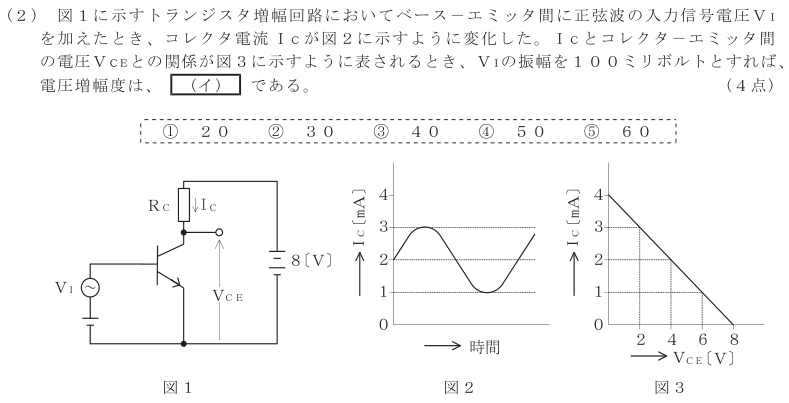 (2) 図1に示すトランジスタ増幅回路においてベース－エミッタ間に正弦波の入力信号電圧VI
を加えたとき、コレクタ電流ICが図2に示すように変化した。ICとコレクタ－エミッタ間
の電圧VCEとの関係が図3に示すように表されるとき、VIの振幅を100ミリボルトとすれば、
電圧増幅度は、 (イ) である。 (4点)
① 20 ② 30 ③ 40 ④ 50 ⑤ 60
RC ↓IC
8〔V〕
VI
VCE
図1
IC〔mA〕
4
3
2
1
0
時間
図2
IC〔mA〕
4
3
2
1
0
2 4 6 8
VCE〔V〕
図3